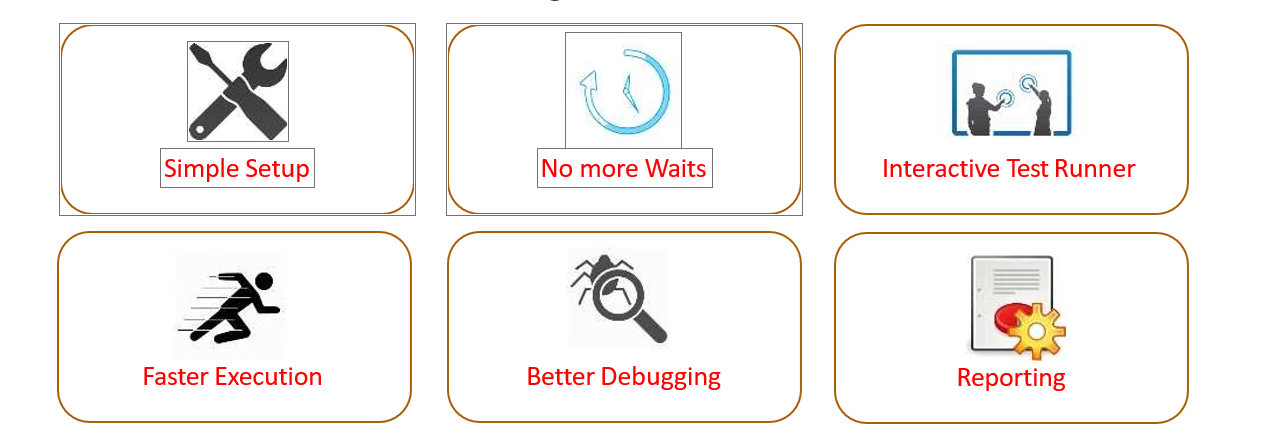 Simple Setup
No more Waits
Interactive Test Runner
Faster Execution
Better Debugging
Reporting